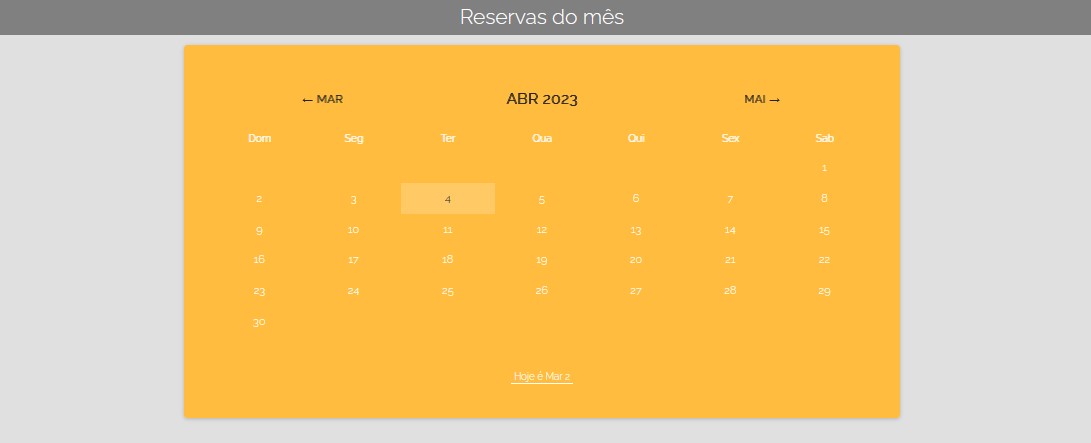 Reservas do mês
← MAR ABR 2023 MAI →
Dom Seg Ter Qua Qui Sex Sab
1
2 3 4 5 6 7 8
9 10 11 12 13 14 15
16 17 18 19 20 21 22
23 24 25 26 27 28 29
30
Hoje é Mar 2